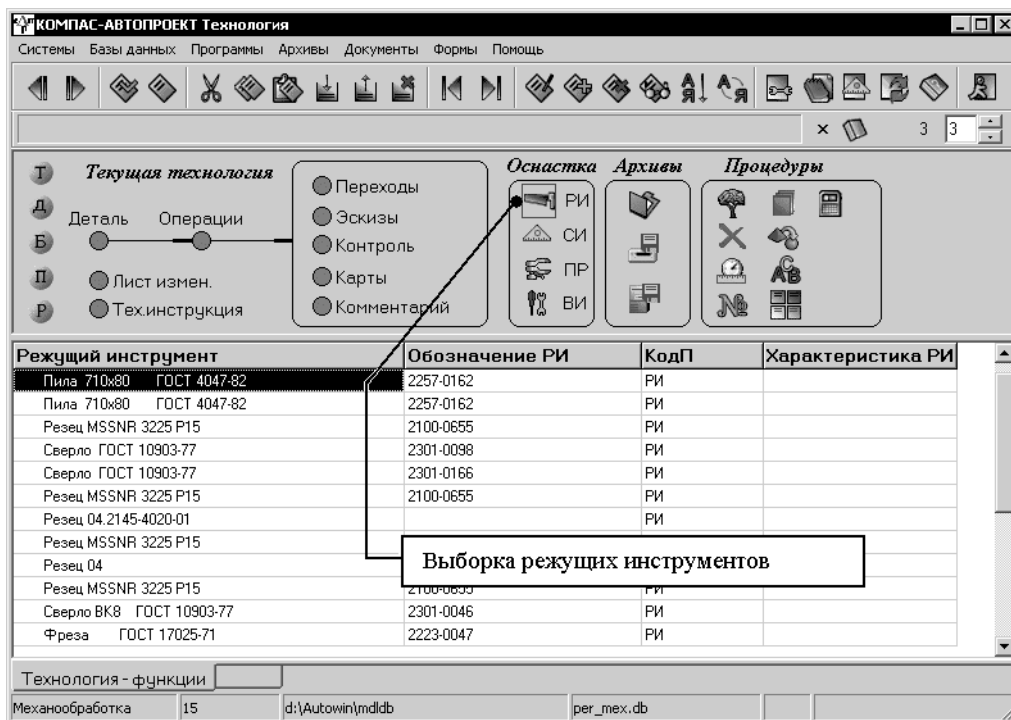 КОМПАС-АВТОПРОЕКТ Технология
Системы Базы данных Программы Архивы Документы Формы Помощь
3 3
Т Д Б П Р
Текущая технология
Деталь Операции
Лист измен.
Тех.инструкция
Переходы
Эскизы
Контроль
Карты
Комментарий
Оснастка
РИ
СИ
ПР
ВИ
Архивы
Процедуры
Режущий инструмент Обозначение РИ КодП Характеристика РИ
Пила 710x80 ГОСТ 4047-82 2257-0162 РИ
Пила 710x80 ГОСТ 4047-82 2257-0162 РИ
Резец MSSNR 3225 P15 2100-0655 РИ
Сверло ГОСТ 10903-77 2301-0098 РИ
Сверло ГОСТ 10903-77 2301-0166 РИ
Резец MSSNR 3225 P15 2100-0655 РИ
Резец 04.2145-4020-01 РИ
Резец MSSNR 3225 P15
Резец 04
Выборка режущих инструментов
Резец MSSNR 3225 P15 2100-0655 РИ
Сверло ВК8 ГОСТ 10903-77 2301-0046 РИ
Фреза ГОСТ 17025-71 2223-0047 РИ
Технология - функции
Механообработка 15 d:\Autowin\mdldb per_mex.db